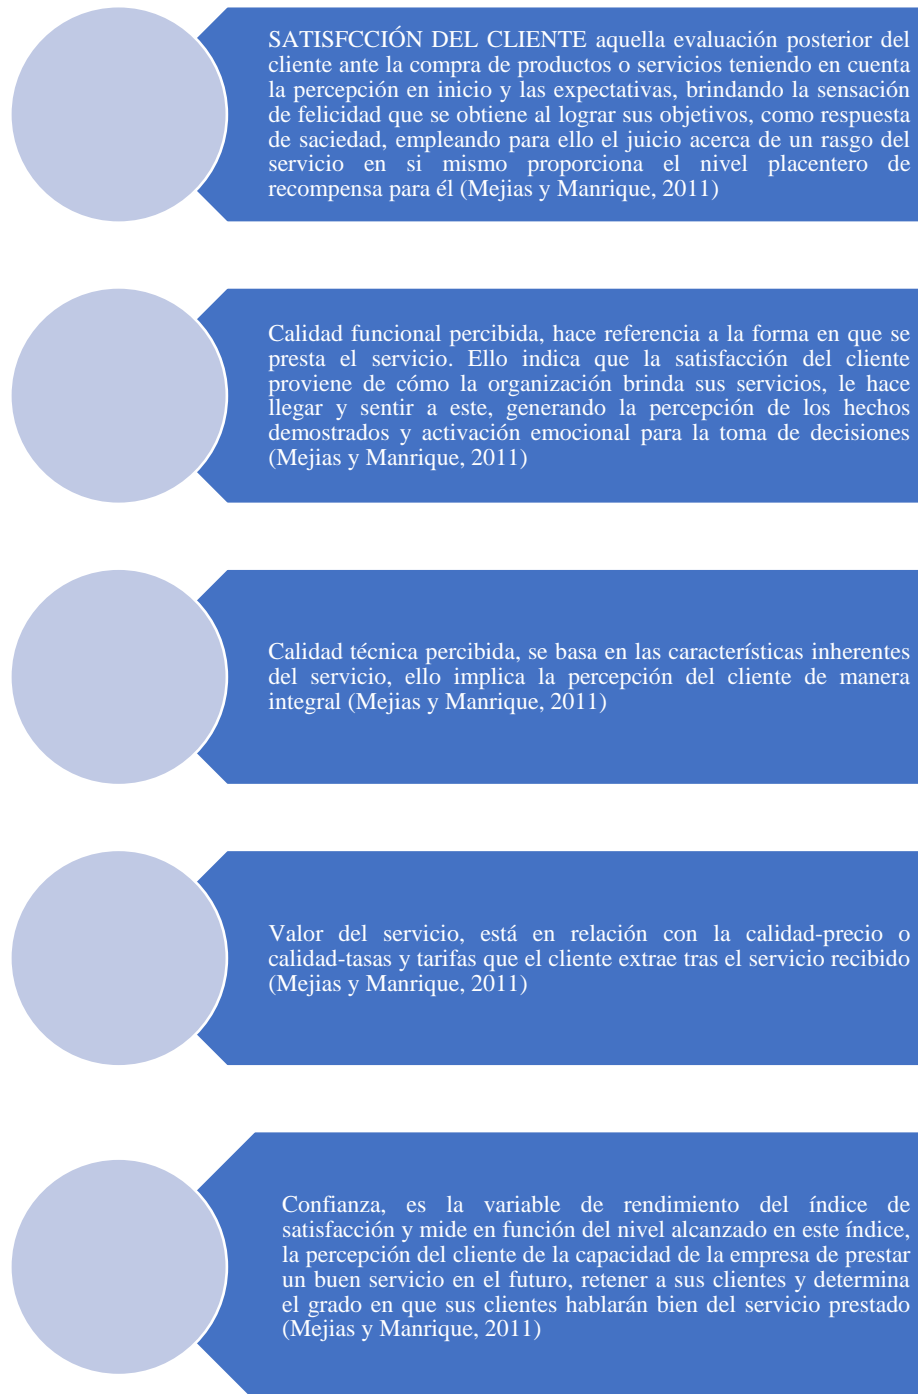 SATISFCCIÓN DEL CLIENTE aquella evaluación posterior del
cliente ante la compra de productos o servicios teniendo en cuenta
la percepción en inicio y las expectativas, brindando la sensación
de felicidad que se obtiene al lograr sus objetivos, como respuesta
de saciedad, empleando para ello el juicio acerca de un rasgo del
servicio en si mismo proporciona el nivel placentero de
recompensa para él (Mejias y Manrique, 2011)
Calidad funcional percibida, hace referencia a la forma en que se
presta el servicio. Ello indica que la satisfacción del cliente
proviene de cómo la organización brinda sus servicios, le hace
llegar y sentir a este, generando la percepción de los hechos
demostrados y activación emocional para la toma de decisiones
(Mejias y Manrique, 2011)
Calidad técnica percibida, se basa en las características inherentes
del servicio, ello implica la percepción del cliente de manera
integral (Mejias y Manrique, 2011)
Valor del servicio, está en relación con la calidad-precio o
calidad-tasas y tarifas que el cliente extrae tras el servicio recibido
(Mejias y Manrique, 2011)
Confianza, es la variable de rendimiento del índice de
satisfacción y mide en función del nivel alcanzado en este índice,
la percepción del cliente de la capacidad de la empresa de prestar
un buen servicio en el futuro, retener a sus clientes y determina
el grado en que sus clientes hablarán bien del servicio prestado
(Mejias y Manrique, 2011)